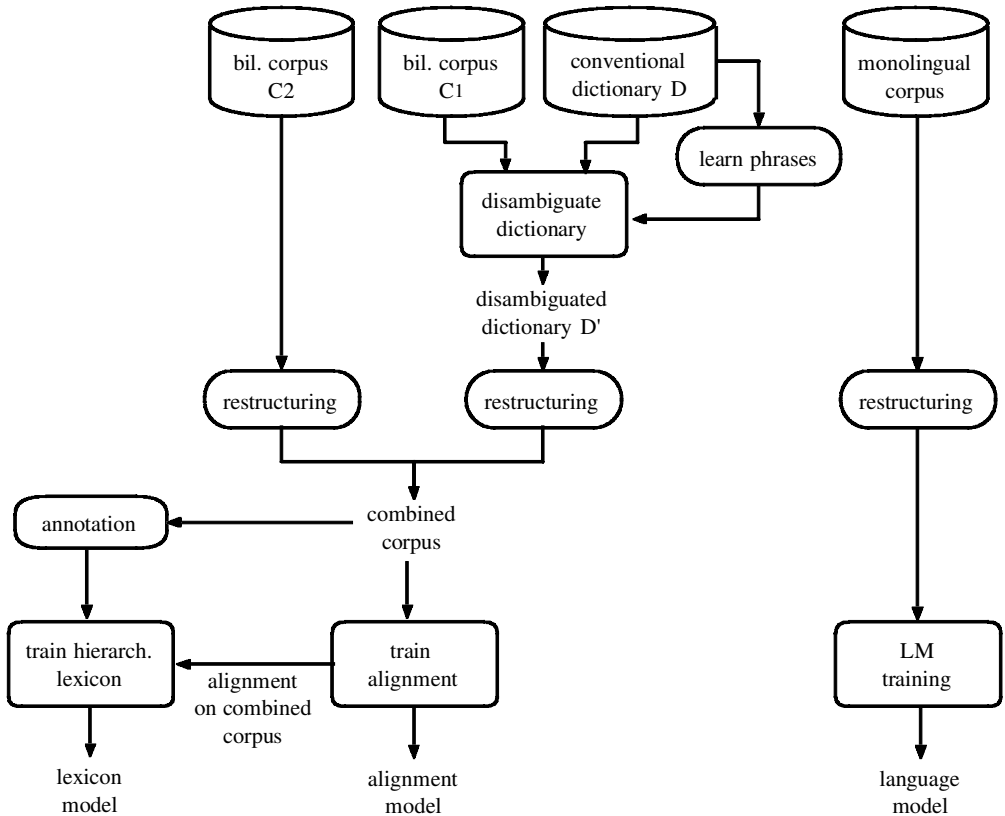 bil. corpus
C2
bil. corpus
C1
conventional
dictionary D
monolingual
corpus
learn phrases
disambiguate
dictionary
disambiguated
dictionary D'
restructuring
restructuring
restructuring
annotation
combined
corpus
train hierarch.
lexicon
alignment
on combined
corpus
train
alignment
LM
training
lexicon
model
alignment
model
language
model